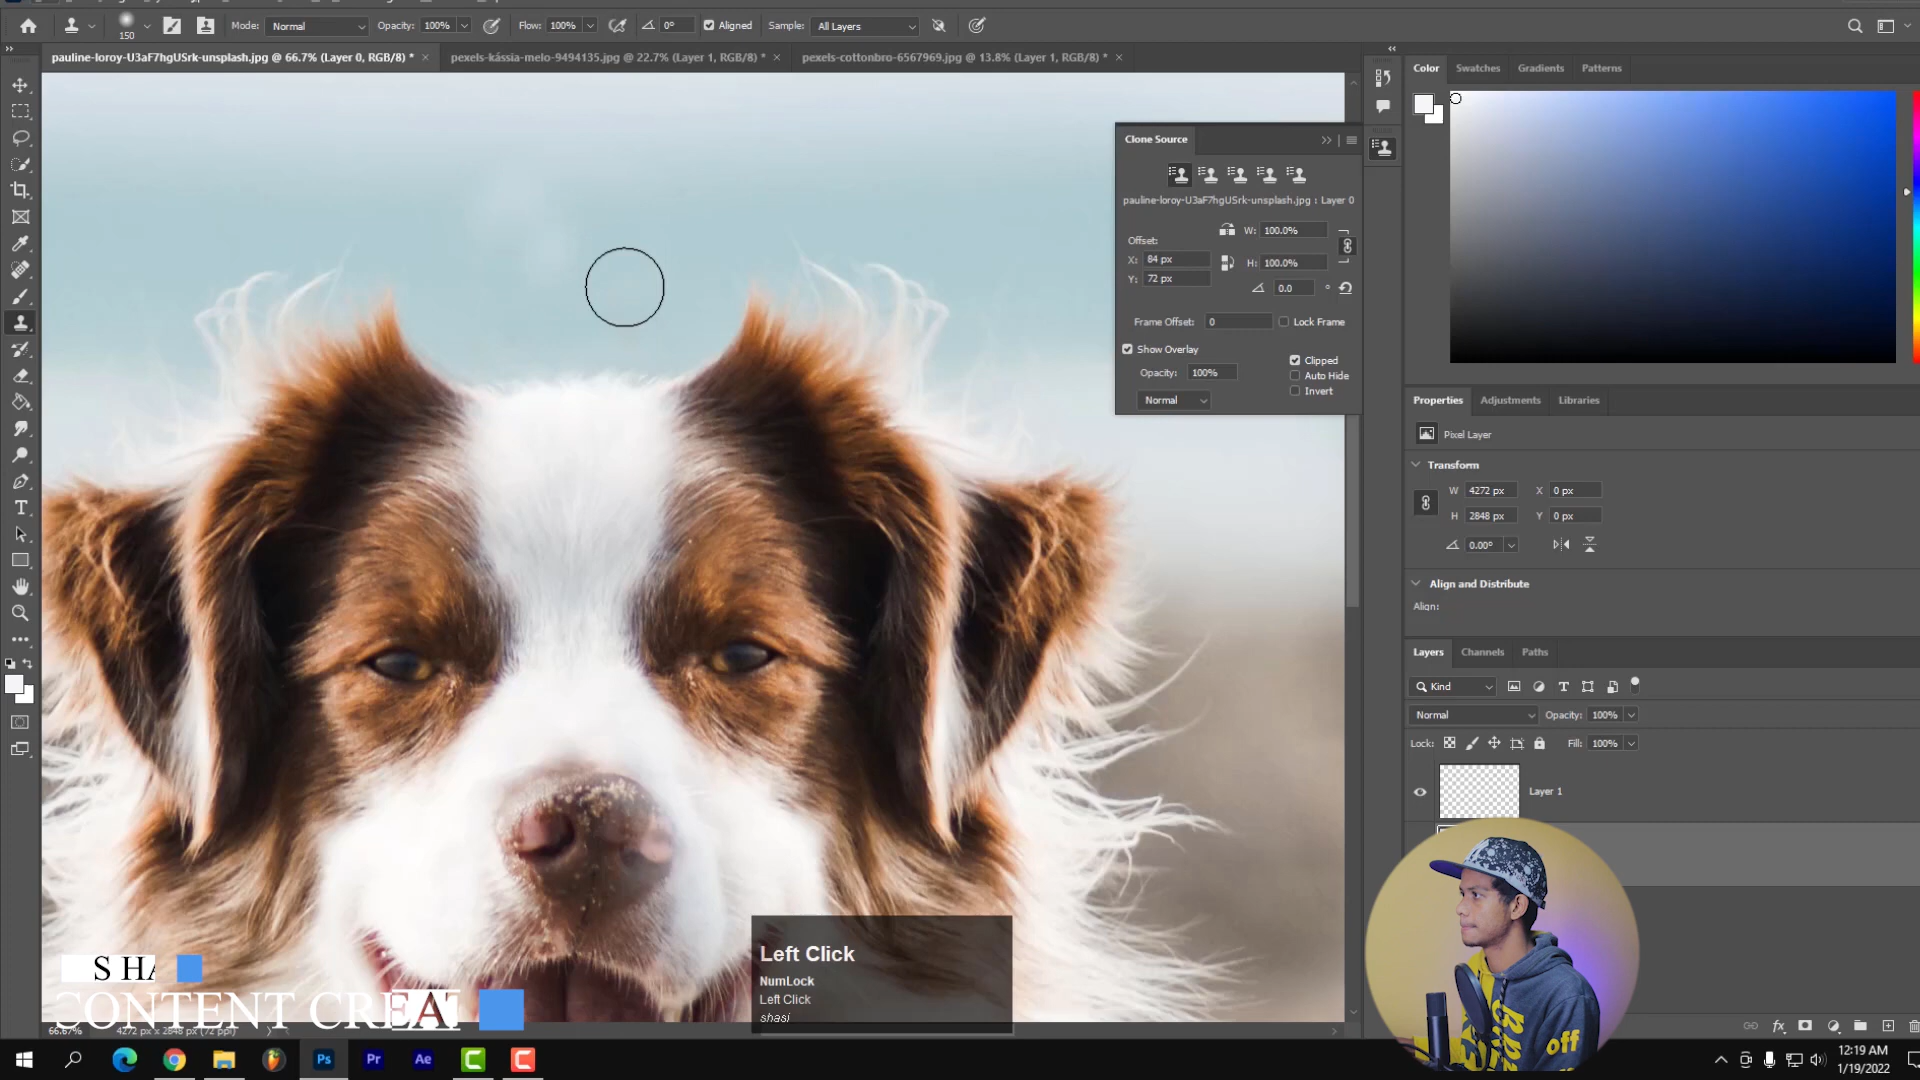 150
Mode: Normal
Opacity: 100%
Flow: 100%
0°
Aligned
Sample: All Layers
pauline-loroy-U3aF7hgUSrk-unsplash.jpg @ 66.7% (Layer 0, RGB/8) *
pexels-kássia-melo-9494135.jpg @ 22.7% (Layer 1, RGB/8) *
pexels-cottonbro-6567969.jpg @ 13.8% (Layer 1, RGB/8) *
Clone Source
pauline-loroy-U3aF7hgUSrk-unsplash.jpg : Layer 0
Offset:
W: 100.0%
X: 84 px
H: 100.0%
Y: 72 px
0.0 °
Frame Offset: 0
Lock Frame
Show Overlay
Clipped
Opacity: 100%
Auto Hide
Invert
Normal
Color
Swatches
Gradients
Patterns
Properties
Adjustments
Libraries
Pixel Layer
Transform
W 4272 px X 0 px
H 2848 px Y 0 px
0.00°
Align and Distribute
Align:
Layers
Channels
Paths
Kind
Normal
Opacity: 100%
Lock:
Fill: 100%
Layer 1
Left Click
NumLock
Left Click
shasi
S HA
CONTENT CREA
66.67%
4272 px x 2848 px (72 ppi)
off
Ps
Pr
Ae
12:19 AM
1/19/2022